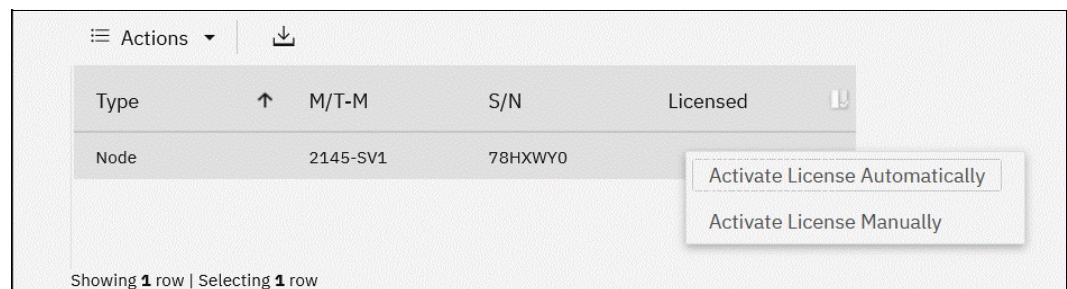 Actions
Type M/T-M S/N Licensed
Node 2145-SV1 78HXWY0
Activate License Automatically
Activate License Manually
Showing 1 row | Selecting 1 row